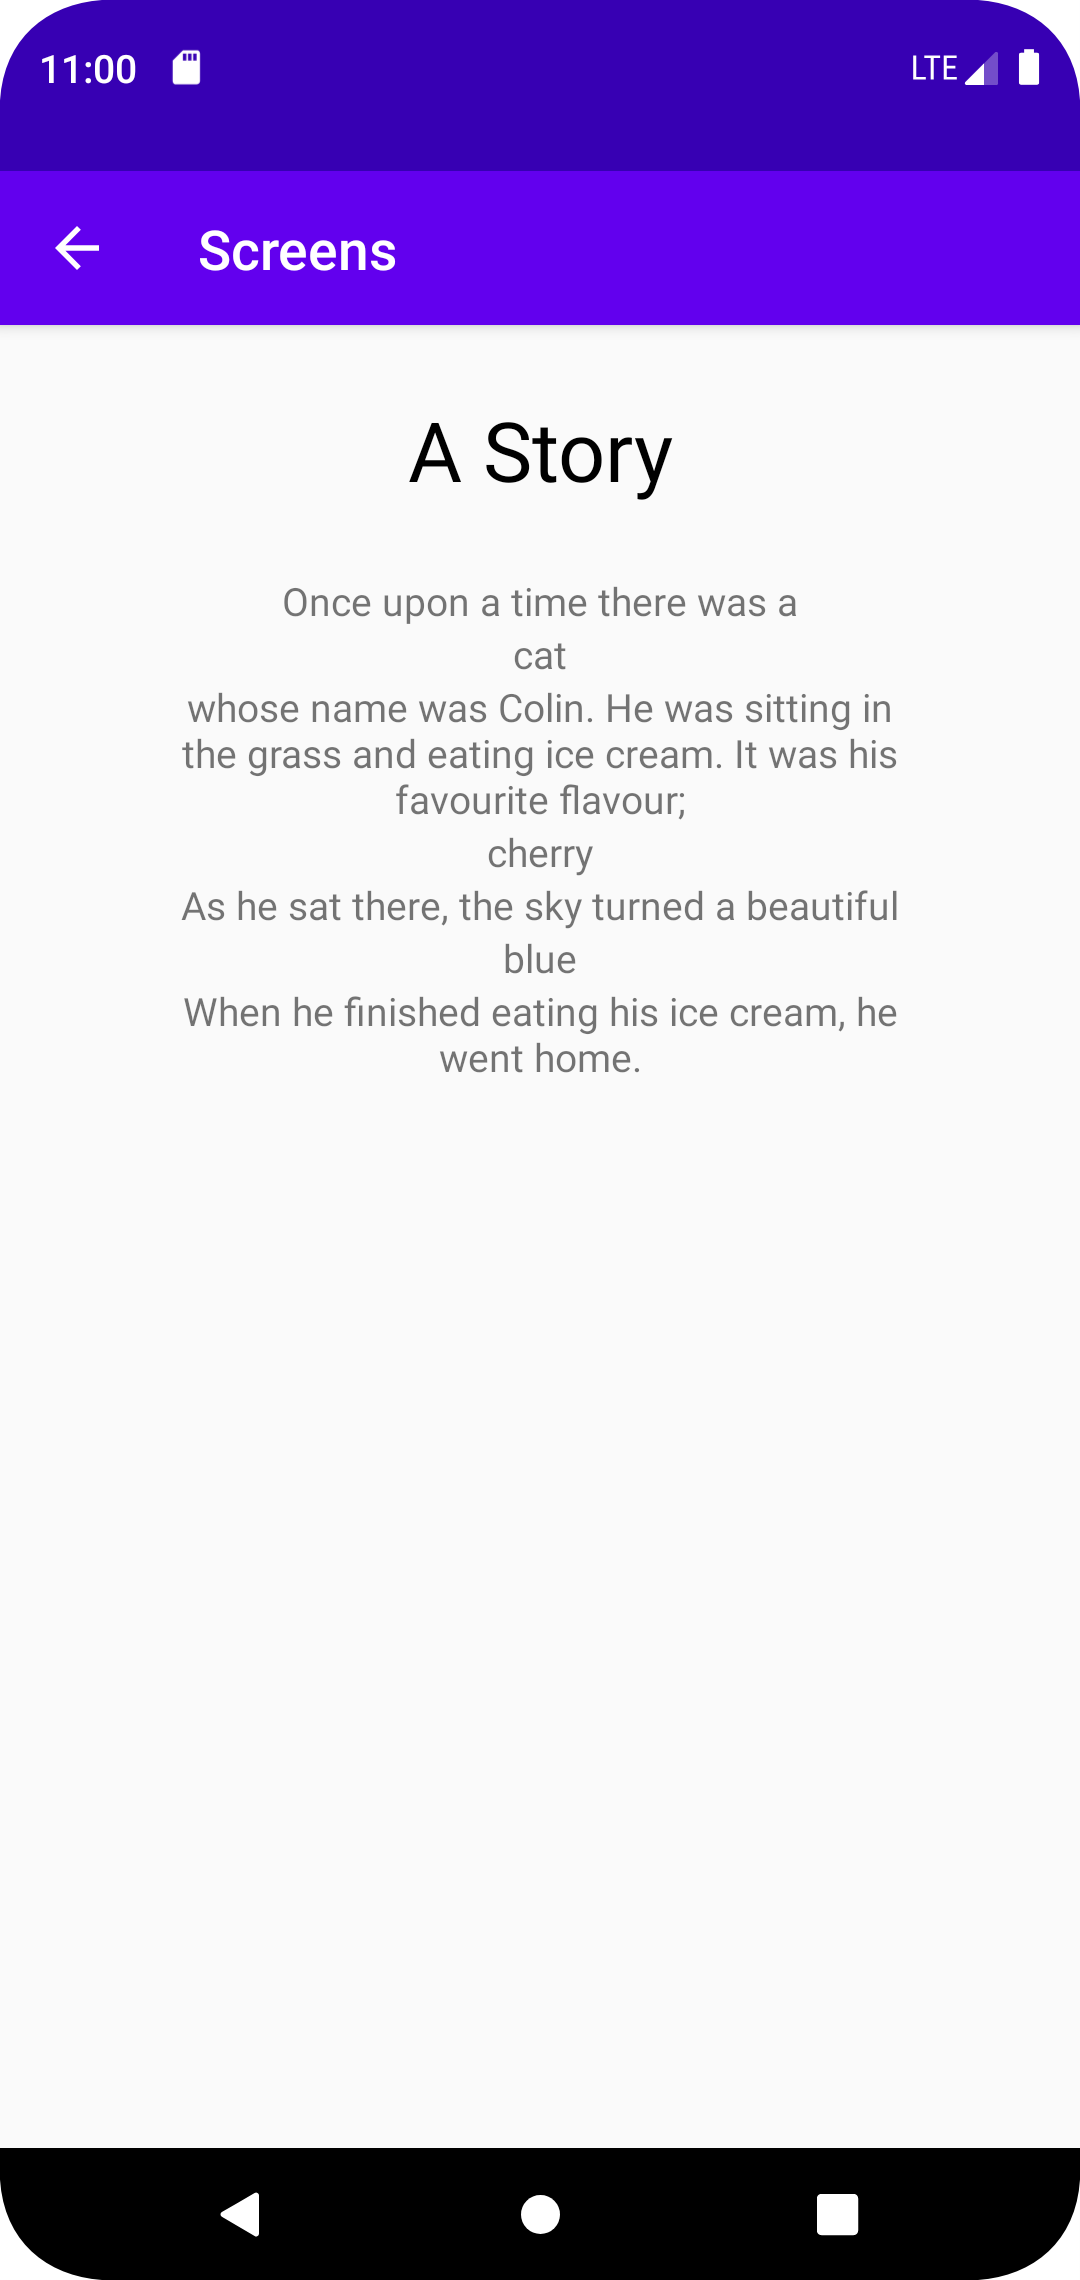 11:00
LTE
Screens
A Story
Once upon a time there was a
cat
whose name was Colin. He was sitting in
the grass and eating ice cream. It was his
favourite flavour;
cherry
As he sat there, the sky turned a beautiful
blue
When he finished eating his ice cream, he
went home.